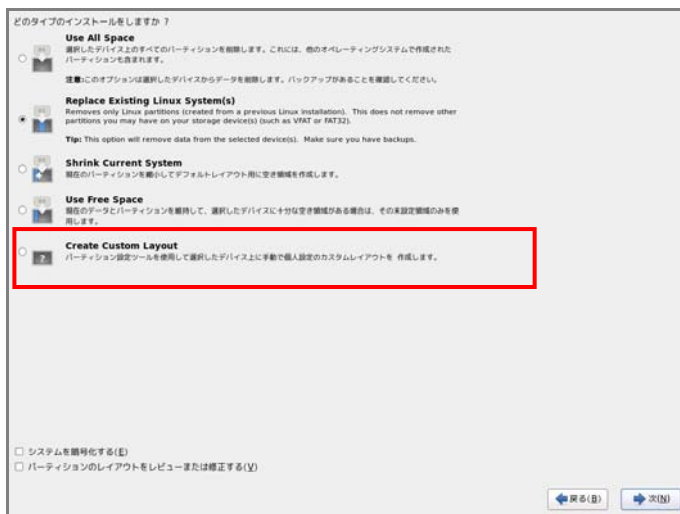 どのタイプのインストールをしますか ?
Use All Space
選択したデバイス上のすべてのパーティションを削除します。これには、他のオペレーティングシステムで作成された
パーティションも含まれます。
注意:このオプションは選択したデバイスからデータを削除します。バックアップがあることを確認してください。
Replace Existing Linux System(s)
Removes only Linux partitions (created from a previous Linux installation). This does not remove other
partitions you may have on your storage device(s) (such as VFAT or FAT32).
Tip: This option will remove data from the selected device(s). Make sure you have backups.
Shrink Current System
現在のパーティションを縮小してデフォルトレイアウト用に空き領域を作成します。
Use Free Space
現在のデータとパーティションを維持して、選択したデバイスに十分な空き領域がある場合は、その未設定領域のみを使
用します。
Create Custom Layout
パーティション設定ツールを使用して選択したデバイス上に手動で個人設定のカスタムレイアウトを 作成します。
システムを暗号化する(E)
パーティションのレイアウトをレビューまたは修正する(V)
戻る(B) 次(N)